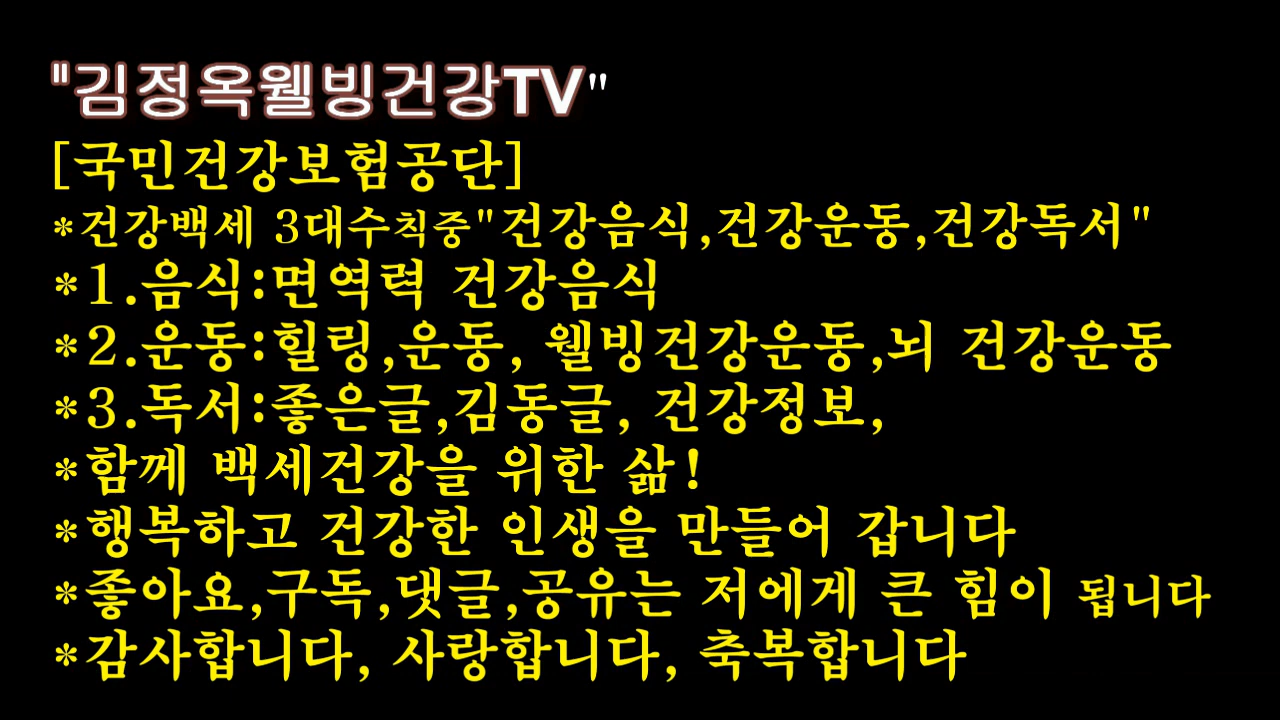 "김정옥웰빙건강TV"
[국민건강보험공단]
*건강백세 3대수칙중"건강음식,건강운동,건강독서"
*1.음식:면역력 건강음식
*2.운동:힐링,운동, 웰빙건강운동,뇌 건강운동
*3.독서:좋은글,김동글, 건강정보,
*함께 백세건강을 위한 삶!
*행복하고 건강한 인생을 만들어 갑니다
*좋아요,구독,댓글,공유는 저에게 큰 힘이 됩니다
*감사합니다, 사랑합니다, 축복합니다